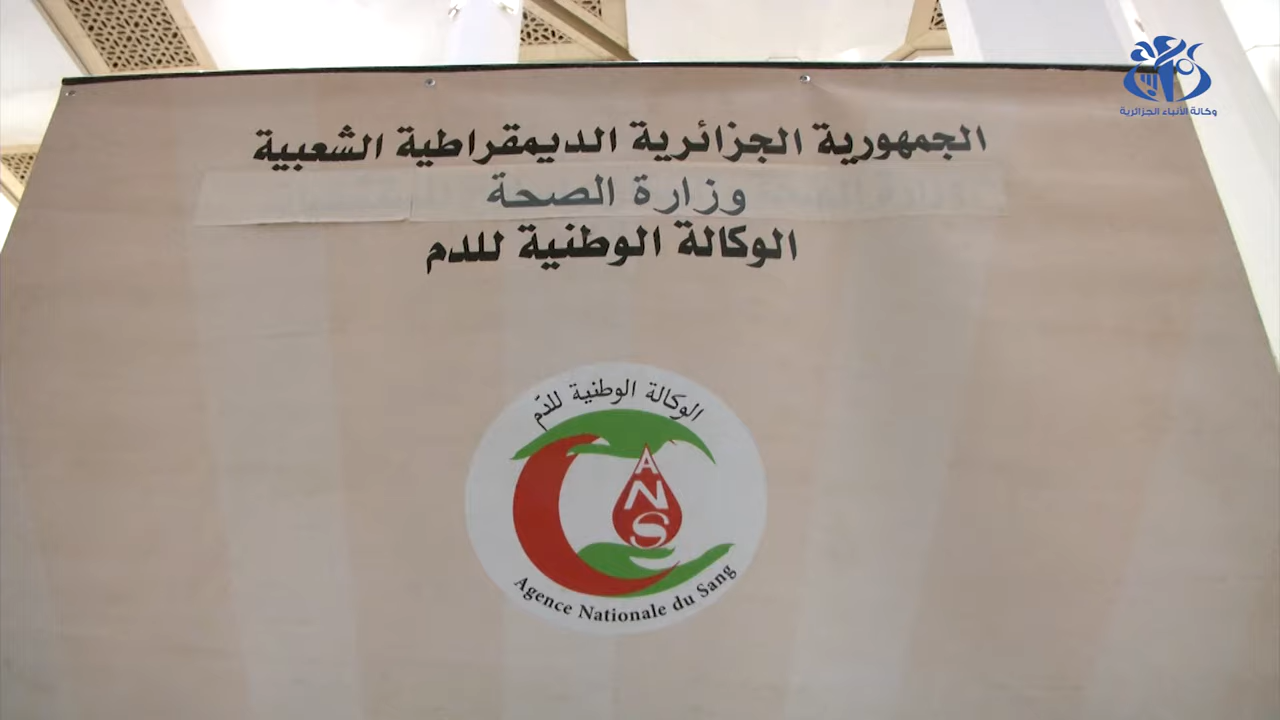 الجمهورية الجزائرية الديمقراطية الشعبية
وزارة الصحة
الوكالة الوطنية للدم
الوكالة الوطنية للدّم
ANS
Agence Nationale du Sang
وكالة الأنباء الجزائرية